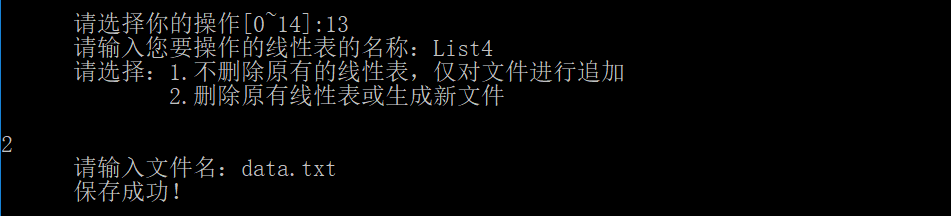 请选择你的操作[0~14]:13
请输入您要操作的线性表的名称：List4
请选择：1.不删除原有的线性表，仅对文件进行追加
2.删除原有线性表或生成新文件
2
请输入文件名：data.txt
保存成功！